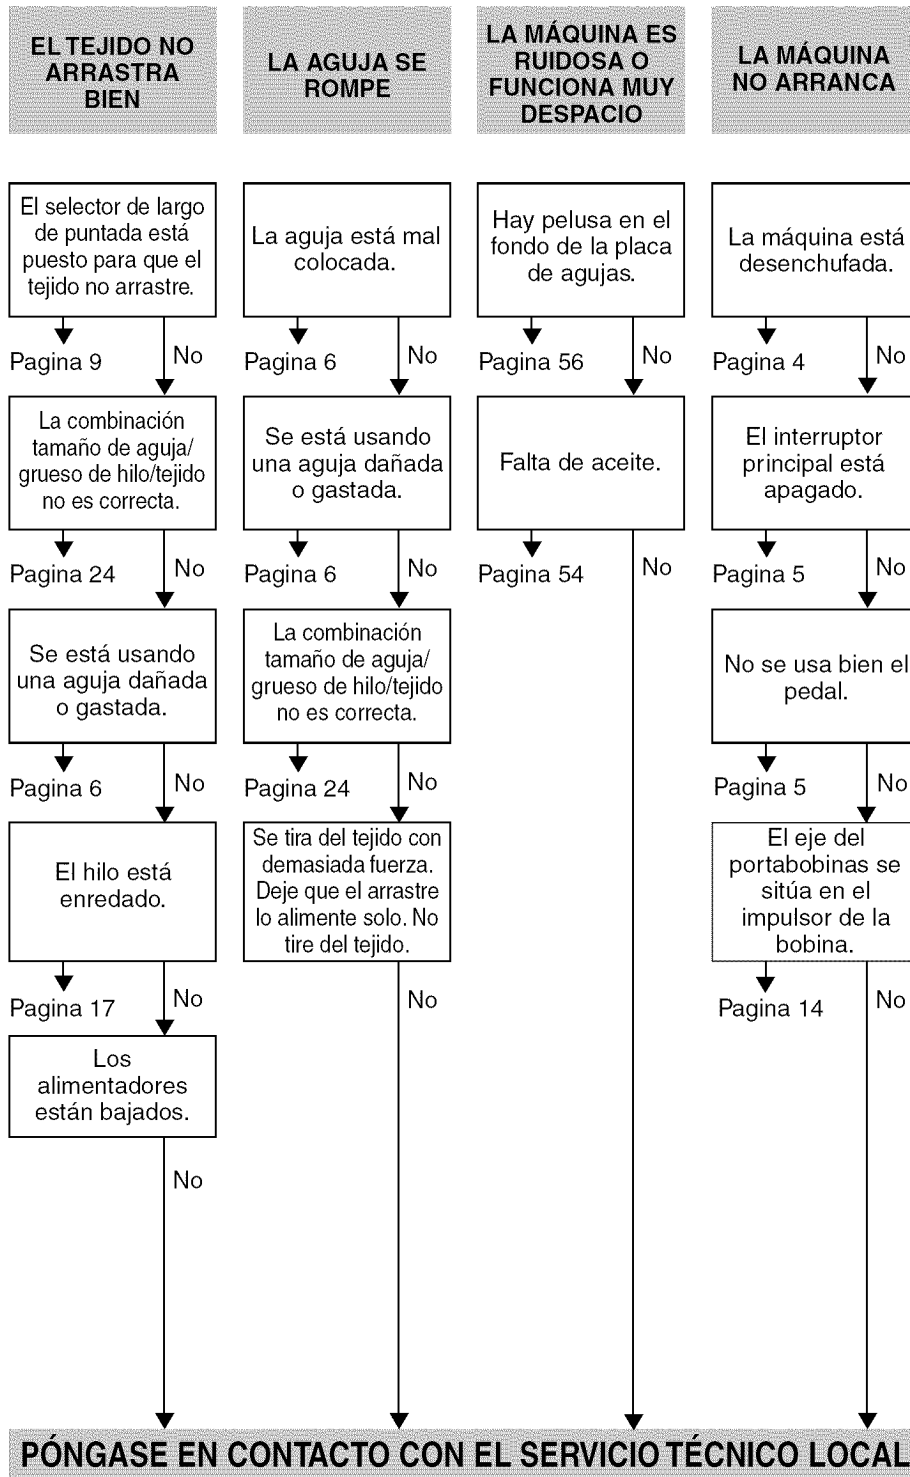 EL TEJIDO NO
ARRASTRA
BIEN
El selector de largo
de puntada está
puesto para que el
tejido no arrastre.
Pagina 9
No
La combinación
tamaño de aguja/
grueso de hilo/tejido
no es correcta.
Pagina 24
No
Se está usando
una aguja dañada
o gastada.
Pagina 6
No
El hilo está
enredado.
Pagina 17
No
Los
alimentadores
están bajados.
No
LA AGUJA SE
ROMPE
La aguja está mal
colocada.
Pagina 6
No
Se está usando
una aguja dañada
o gastada.
Pagina 6
No
La combinación
tamaño de aguja/
grueso de hilo/tejido
no es correcta.
Pagina 24
No
Se tira del tejido con
demasiada fuerza.
Deje que el arrastre
lo alimente solo. No
tire del tejido.
No
LA MÁQUINA ES
RUIDOSA O
FUNCIONA MUY
DESPACIO
Hay pelusa en el
fondo de la placa
de agujas.
Pagina 56
No
Falta de aceite.
Pagina 54
No
LA MÁQUINA
NO ARRANCA
La máquina está
desenchufada.
Pagina 4
No
El interruptor
principal está
apagado.
Pagina 5
No
No se usa bien el
pedal.
Pagina 5
No
El eje del
portabobinas se
sitúa en el
impulsor de la
bobina.
Pagina 14
No
PÓNGASE EN CONTACTO CON EL SERVICIO TÉCNICO LOCAL